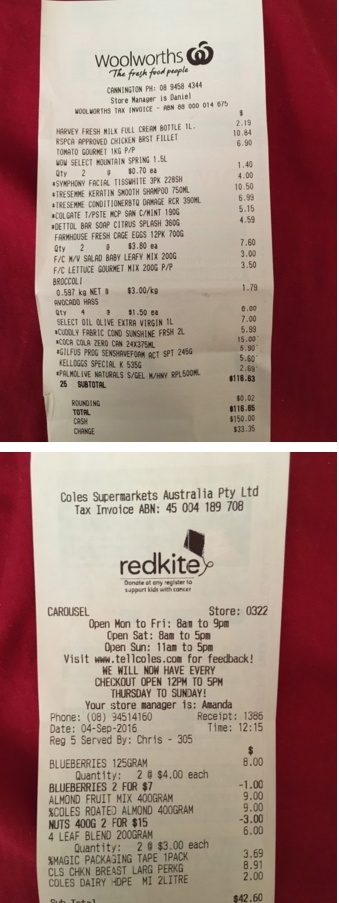 Woolworths
The fresh food people
CANNINGTON PH: 08 9458 4344
Store Manager is Daniel
WOOLWORTHS TAX INVOICE - ABN 88 000 014 675
$
HARVEY FRESH MILK FULL CREAM BOTTLE 1L. 2.19
RSPCA APPROVED CHICKEN BRST FILLET 10.84
TOMATO GOURMET 1KG P/P 6.90
WOW SELECT MOUNTAIN SPRING 1.5L
Qty 2 @ $0.70 ea 1.40
*SYMPHONY FACIAL TISSWHITE 3PK 220SH 4.00
*TRESEMME KERATIN SMOOTH SHAMPOO 750ML 10.50
*TRESEMME CONDITIONERBTQ DAMAGE RCR 390ML 6.99
*COLGATE T/PSTE MCP SAN C/MINT 190G 5.15
*DETTOL BAR SOAP CITRUS SPLASH 360G 4.59
FARMHOUSE FRESH CAGE EGGS 12PK 700G
Qty 2 @ $3.80 ea 7.60
F/C M/V SALAD BABY LEAFY MIX 200G 3.00
F/C LETTUCE GOURMET MIX 200G P/P 3.50
BROCCOLI
0.597 kg NET @ $3.00/kg 1.79
AVOCADO HASS
Qty 4 @ $1.50 ea 6.00
SELECT OIL OLIVE EXTRA VIRGIN 1L 7.00
*CUDDLY FABRIC COND SUNSHINE FRSH 2L 5.99
*COCA COLA ZERO CAN 24X375ML 15.00
SENSHAVEFOAM ACT SPT 245G 5.90
KELLOGGS SPECIAL K 535G 5.60
*PALMOLIVE NATURALS S/GEL M/HNY RPL500ML 2.69
25 SUBTOTAL $116.63
ROUNDING $0.02
TOTAL $116.65
CASH $150.00
CHANGE $33.35
Coles Supermarkets Australia Pty Ltd
Tax Invoice ABN: 45 004 189 708
redkite
Donate at any register to
support kids with cancer
CAROUSEL Store: 0322
Open Mon to Fri: 8am to 9pm
Open Sat: 8am to 5pm
Open Sun: 11am to 5pm
Visit www.tellcoles.com for feedback!
WE WILL NOW HAVE EVERY
CHECKOUT OPEN 12PM TO 5PM
THURSDAY TO SUNDAY!
Your store manager is: Amanda
Phone: (08) 94514160 Receipt: 1386
Date: 04-Sep-2016 Time: 12:15
Reg 5 Served By: Chris - 305
$
BLUEBERRIES 125GRAM 8.00
Quantity: 2 @ $4.00 each
BLUEBERRIES 2 FOR $7 -1.00
ALMOND FRUIT MIX 400GRAM 9.00
%COLES ROATED ALMOND 400GRAM 9.00
NUTS 400G 2 FOR $15 -3.00
4 LEAF BLEND 200GRAM 6.00
Quantity: 2 @ $3.00 each
%MAGIC PACKAGING TAPE 1PACK 3.69
CLS CHKN BREAST LARG PERKG 8.91
COLES DAIRY HDPE MI 2LITRE 2.00
Sub Total $42.60